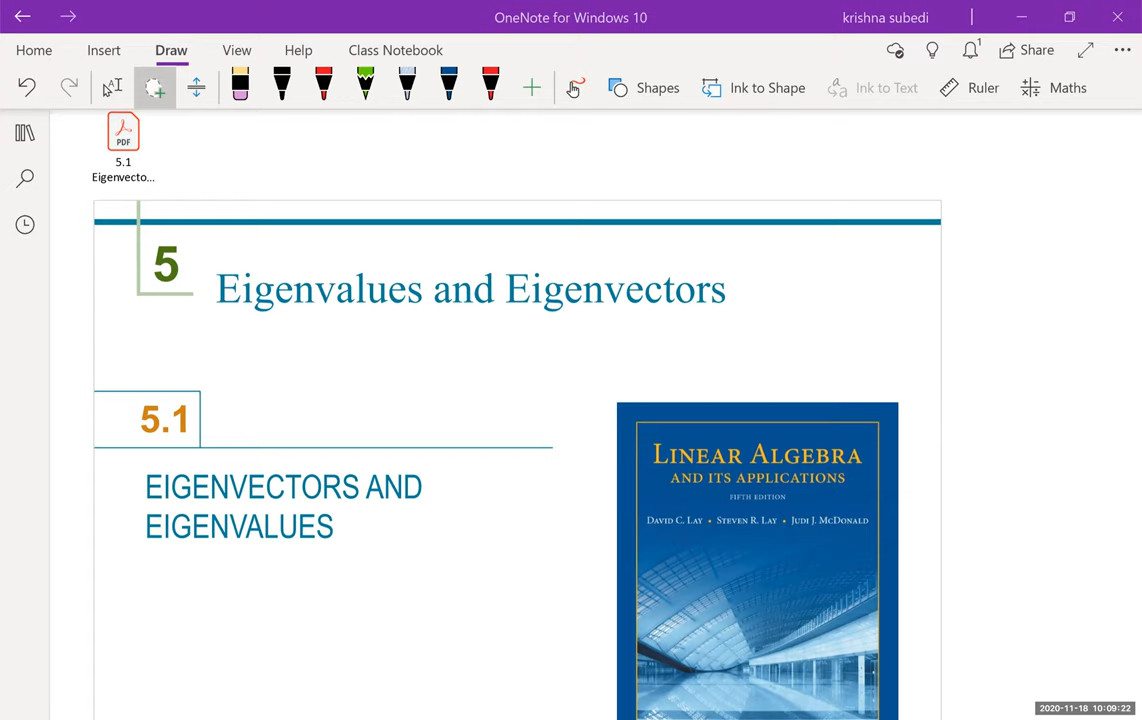 OneNote for Windows 10
krishna subedi
Home Insert Draw View Help Class Notebook
1
Share
Shapes
Ink to Shape
Ink to Text
Ruler
Maths
PDF
5.1
Eigenvecto...
5
Eigenvalues and Eigenvectors
5.1
EIGENVECTORS AND
EIGENVALUES
LINEAR ALGEBRA
AND ITS APPLICATIONS
FIFTH EDITION
DAVID C. LAY • STEVEN R. LAY • JUDI J. MCDONALD
2020-11-18 10:09:22